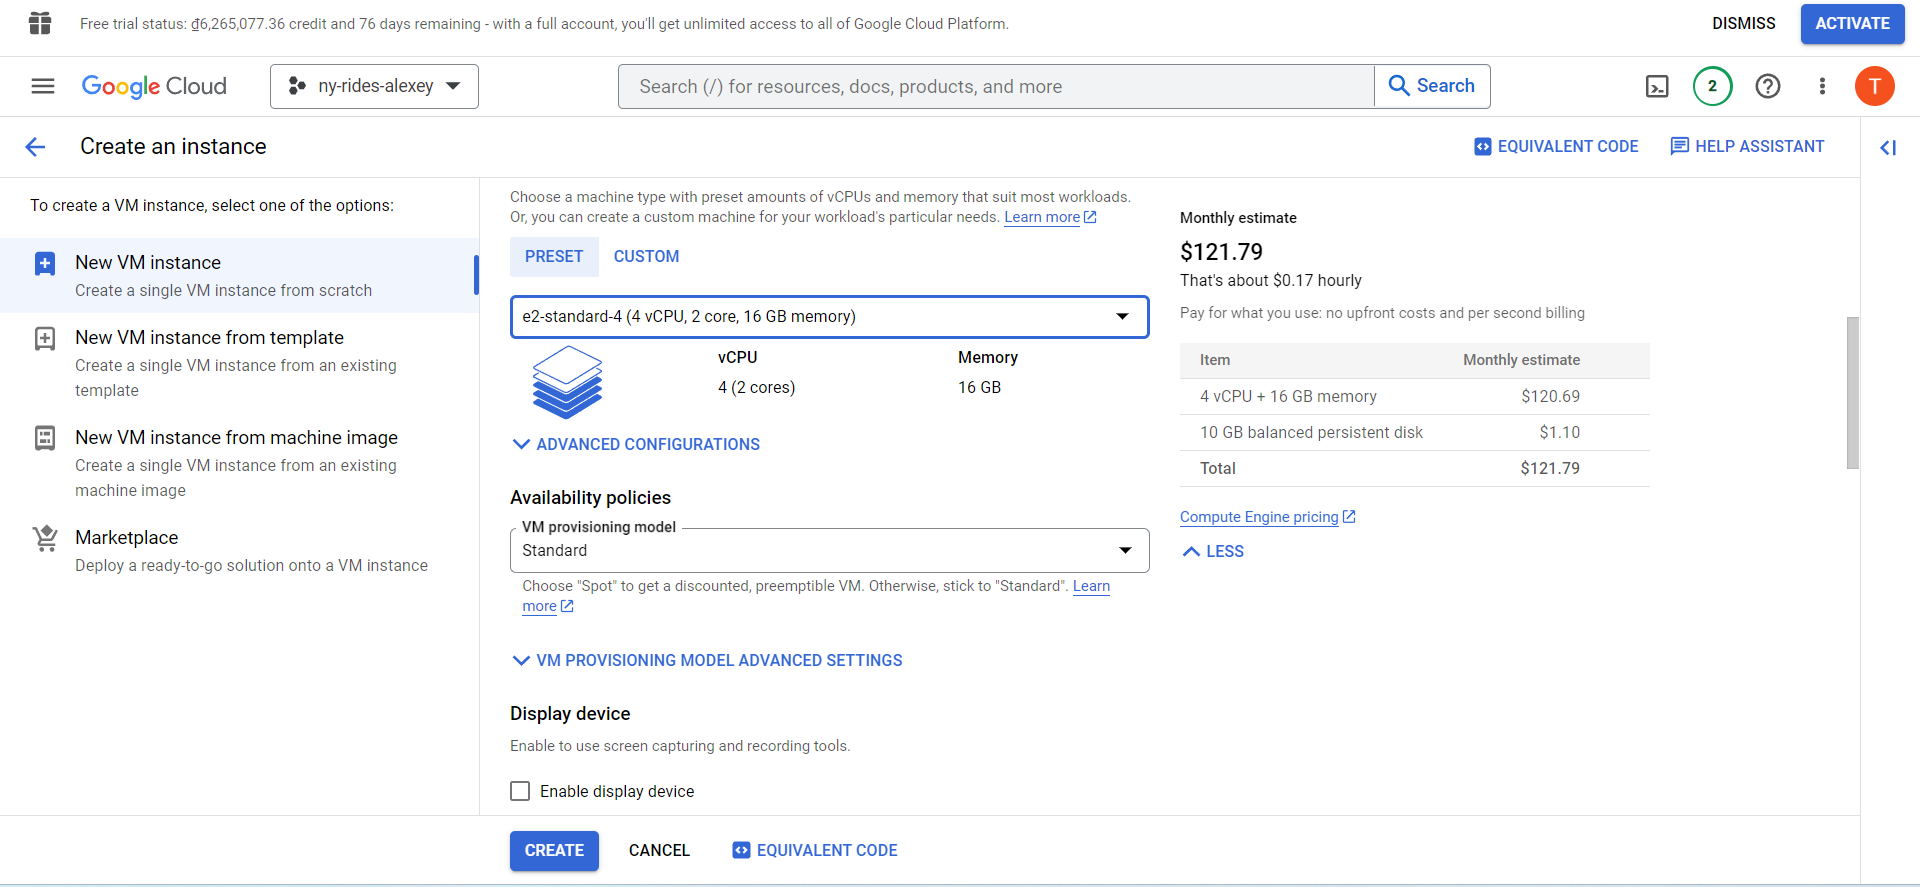 Free trial status: ₫6,265,077.36 credit and 76 days remaining - with a full account, you'll get unlimited access to all of Google Cloud Platform.
DISMISS
ACTIVATE
Google Cloud
ny-rides-alexey
Search (/) for resources, docs, products, and more
Search
2
T
Create an instance
EQUIVALENT CODE
HELP ASSISTANT
To create a VM instance, select one of the options:
New VM instance
Create a single VM instance from scratch
New VM instance from template
Create a single VM instance from an existing
template
New VM instance from machine image
Create a single VM instance from an existing
machine image
Marketplace
Deploy a ready-to-go solution onto a VM instance
Choose a machine type with preset amounts of vCPUs and memory that suit most workloads.
Or, you can create a custom machine for your workload's particular needs. Learn more
PRESET
CUSTOM
e2-standard-4 (4 vCPU, 2 core, 16 GB memory)
vCPU
Memory
4 (2 cores)
16 GB
ADVANCED CONFIGURATIONS
Availability policies
VM provisioning model
Standard
Choose "Spot" to get a discounted, preemptible VM. Otherwise, stick to "Standard". Learn
more
VM PROVISIONING MODEL ADVANCED SETTINGS
Display device
Enable to use screen capturing and recording tools.
Enable display device
Monthly estimate
$121.79
That's about $0.17 hourly
Pay for what you use: no upfront costs and per second billing
Item Monthly estimate
4 vCPU + 16 GB memory $120.69
10 GB balanced persistent disk $1.10
Total $121.79
Compute Engine pricing
LESS
CREATE
CANCEL
EQUIVALENT CODE